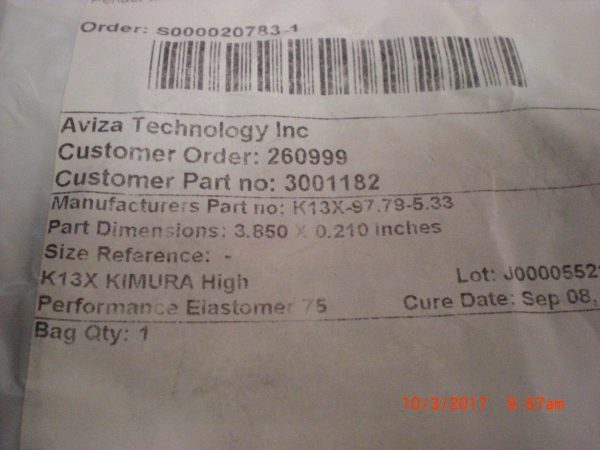 Order: S000020783-1
Aviza Technology Inc
Customer Order: 260999
Customer Part no: 3001182
Manufacturers Part no: K13X-97.79-5.33
Part Dimensions: 3.850 X 0.210 inches
Size Reference: -
K13X KIMURA High Lot: J00005521
Performance Elastomer 75 Cure Date: Sep 08,
Bag Qty: 1
10/3/2017 9:57am